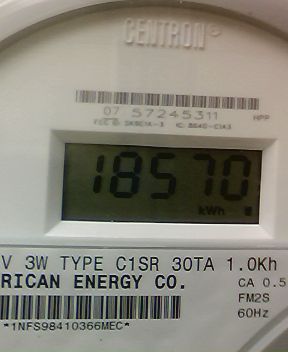 CENTRON®
07 57245311
HPP
18570
kWh
V 3W TYPE C1SR 30TA 1.0Kh
RICAN ENERGY CO.
CA 0.5
FM2S
60Hz
*1NFS98410366MEC*